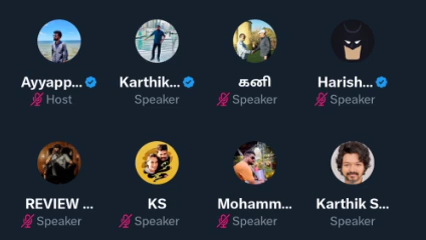 Ayyapp... Karthik... கனி Harish...
Host Speaker Speaker Speaker
REVIEW ... KS Mohamm... Karthik S...
Speaker Speaker Speaker Speaker